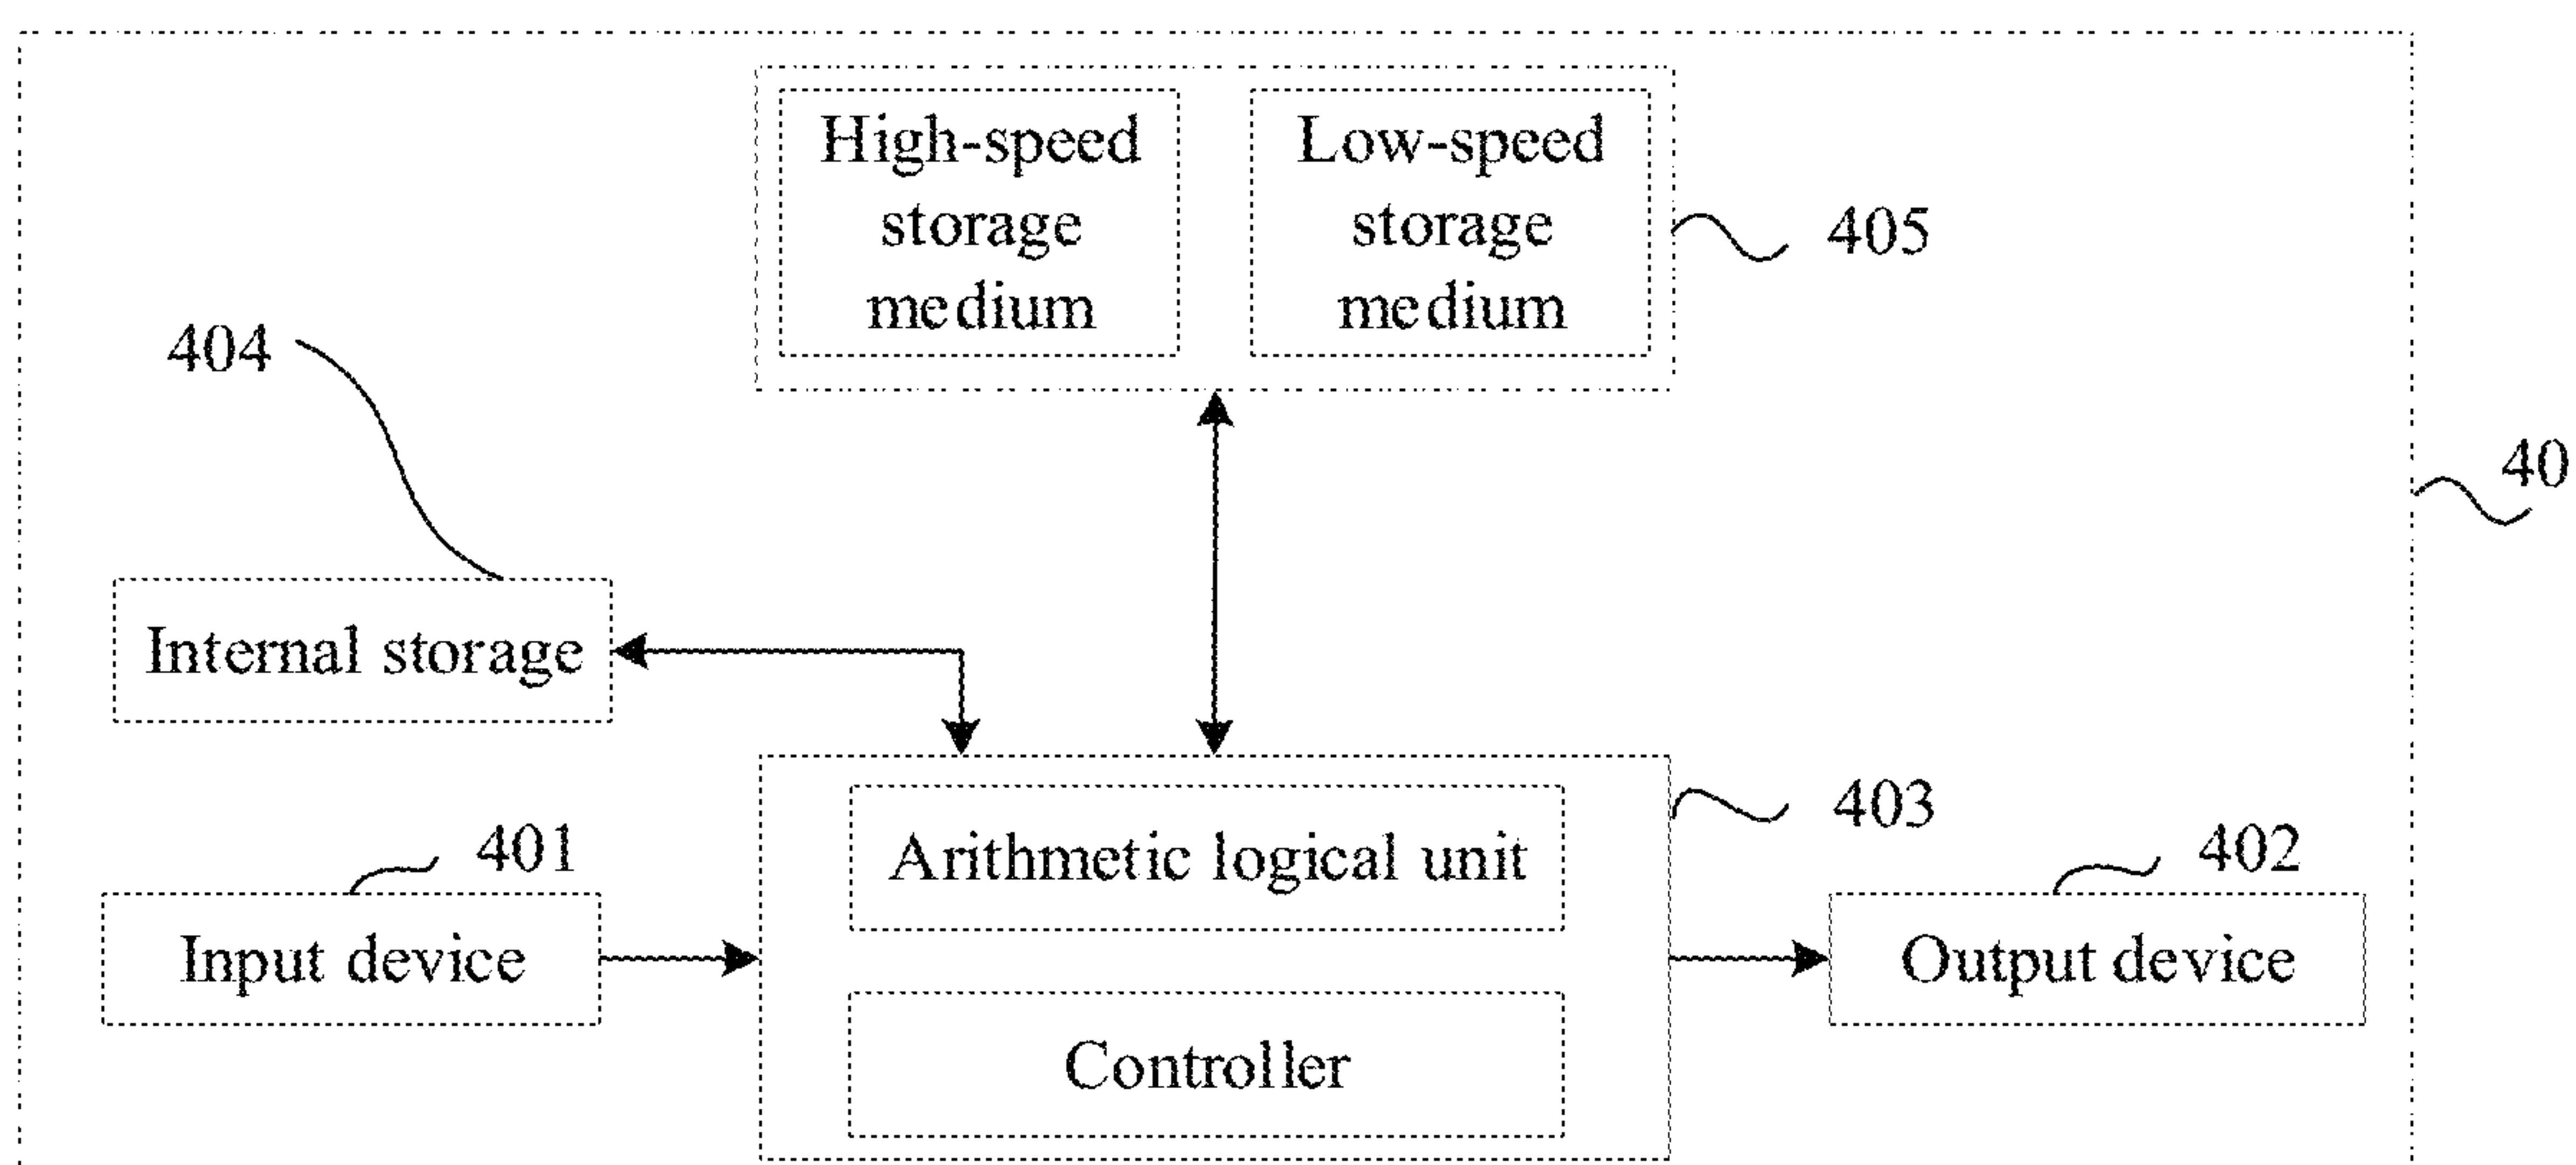 High-speed
storage
medium
Low-speed
storage
medium
405
404
40
Internal storage
403
Arithmetic logical unit
401
402
Input device
Output device
Controller